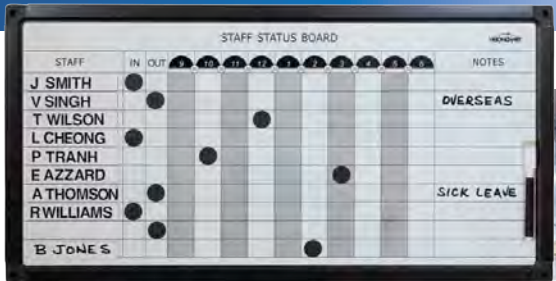 STAFF STATUS BOARD
STAFF IN OUT 9 10 11 12 1 2 3 4 5 6 NOTES
J SMITH
V SINGH OVERSEAS
T WILSON
L CHEONG
P TRANH
E AZZARD
A THOMSON SICK LEAVE
R WILLIAMS
B JONES